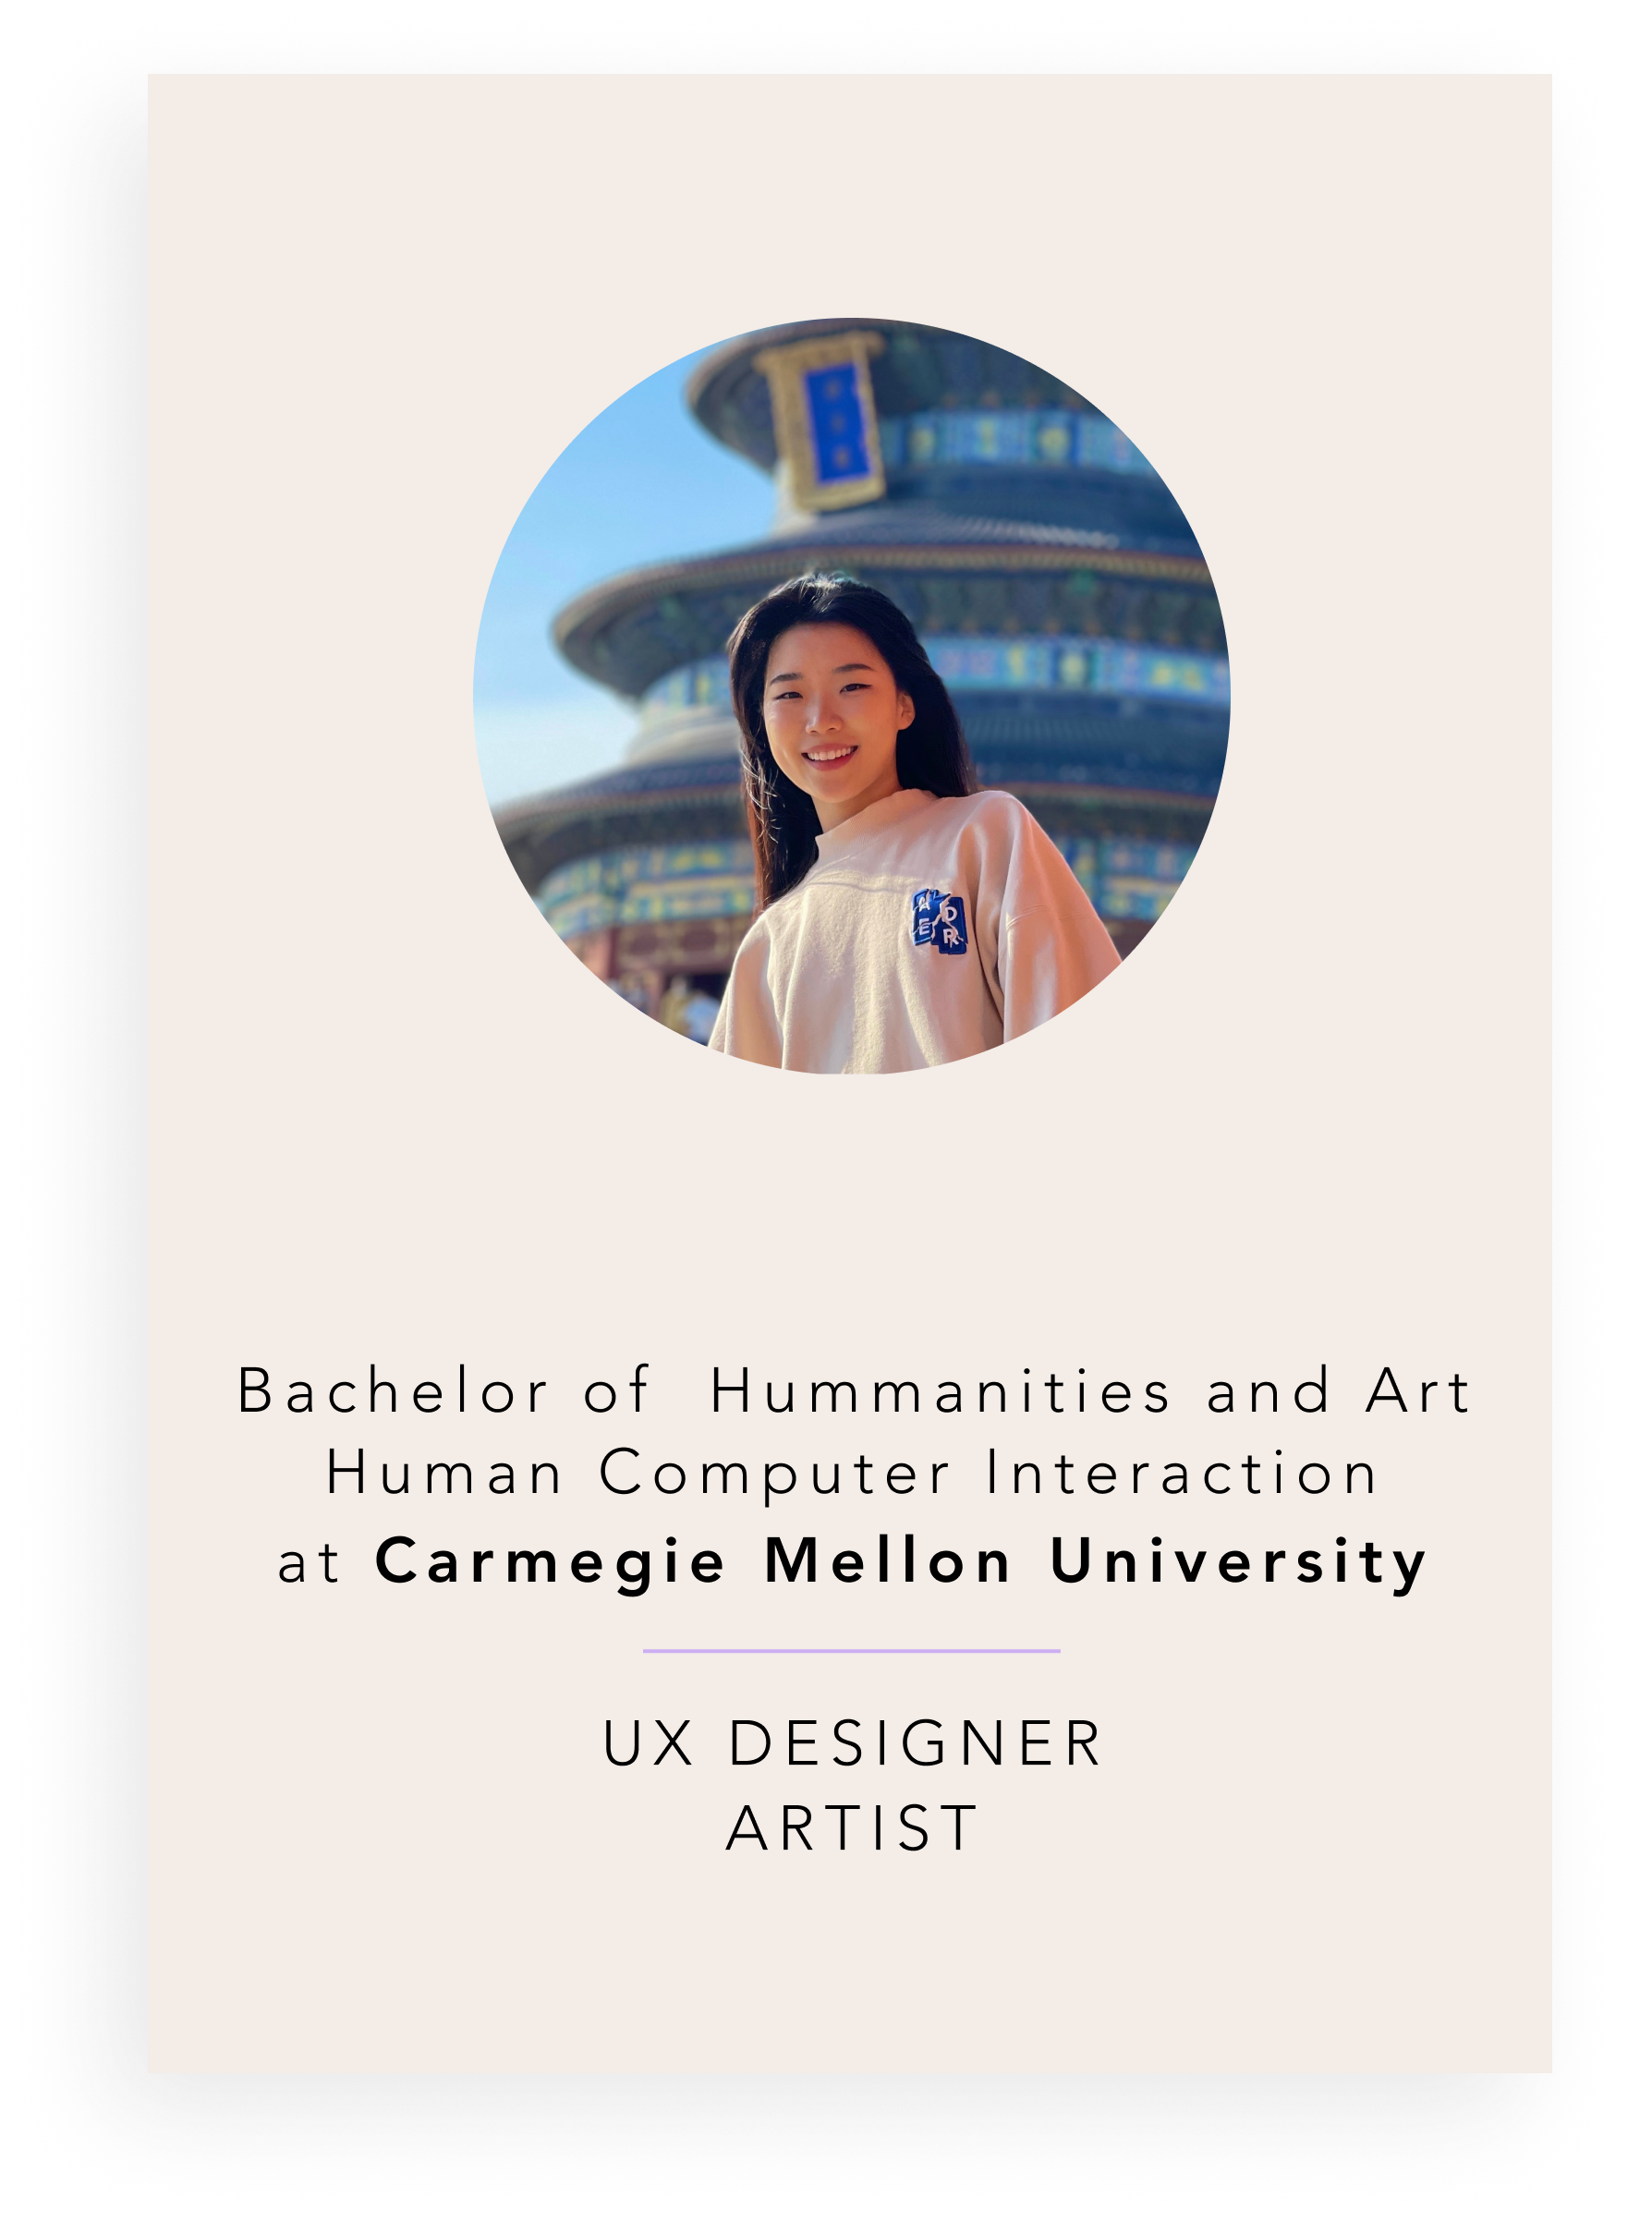 A D
E R
Bachelor of  Hummanities and Art
Human Computer Interaction
at Carmegie Mellon University
UX DESIGNER
ARTIST